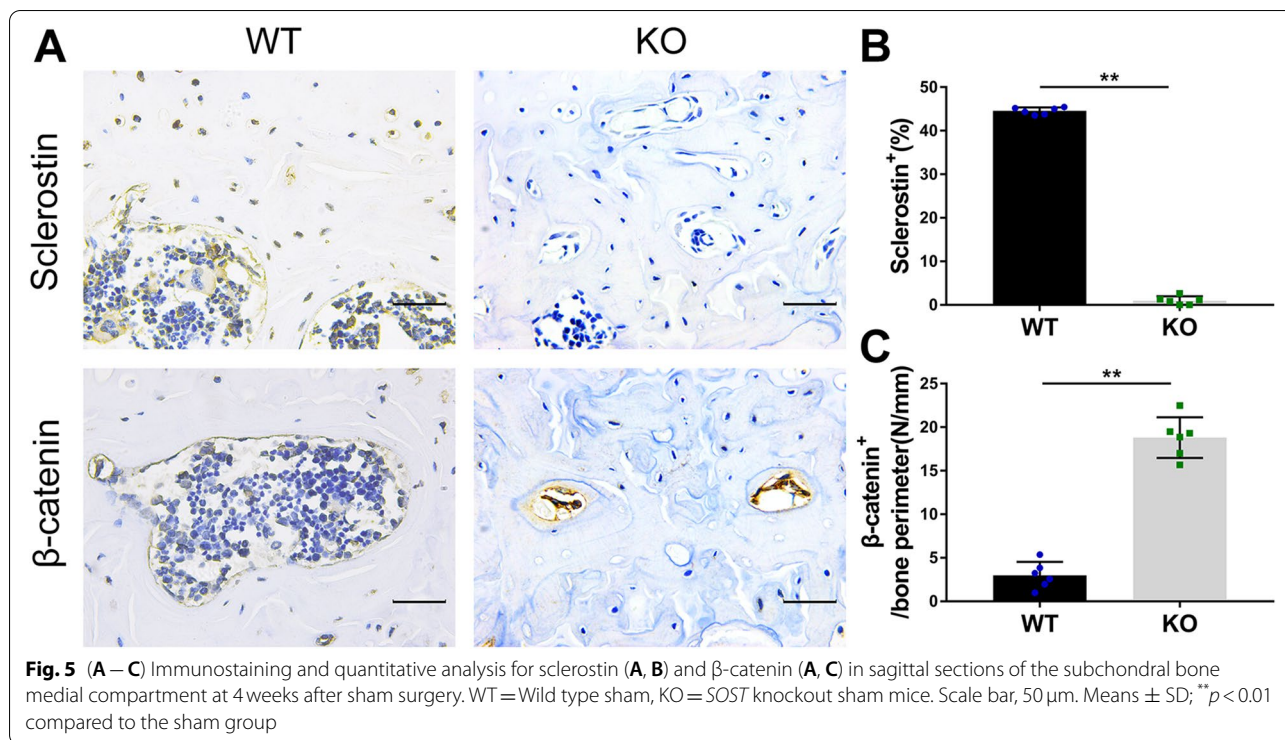 A
WT
KO
Sclerostin
β-catenin
B
**
Sclerostin⁺(%)
50
40
30
20
10
0
WT
KO
C
**
β-catenin⁺
/bone perimeter(N/mm)
25
20
15
10
5
0
WT
KO
Fig. 5 (A – C) Immunostaining and quantitative analysis for sclerostin (A, B) and β-catenin (A, C) in sagittal sections of the subchondral bone
medial compartment at 4 weeks after sham surgery. WT = Wild type sham, KO = SOST knockout sham mice. Scale bar, 50 μm. Means ± SD; **p < 0.01
compared to the sham group